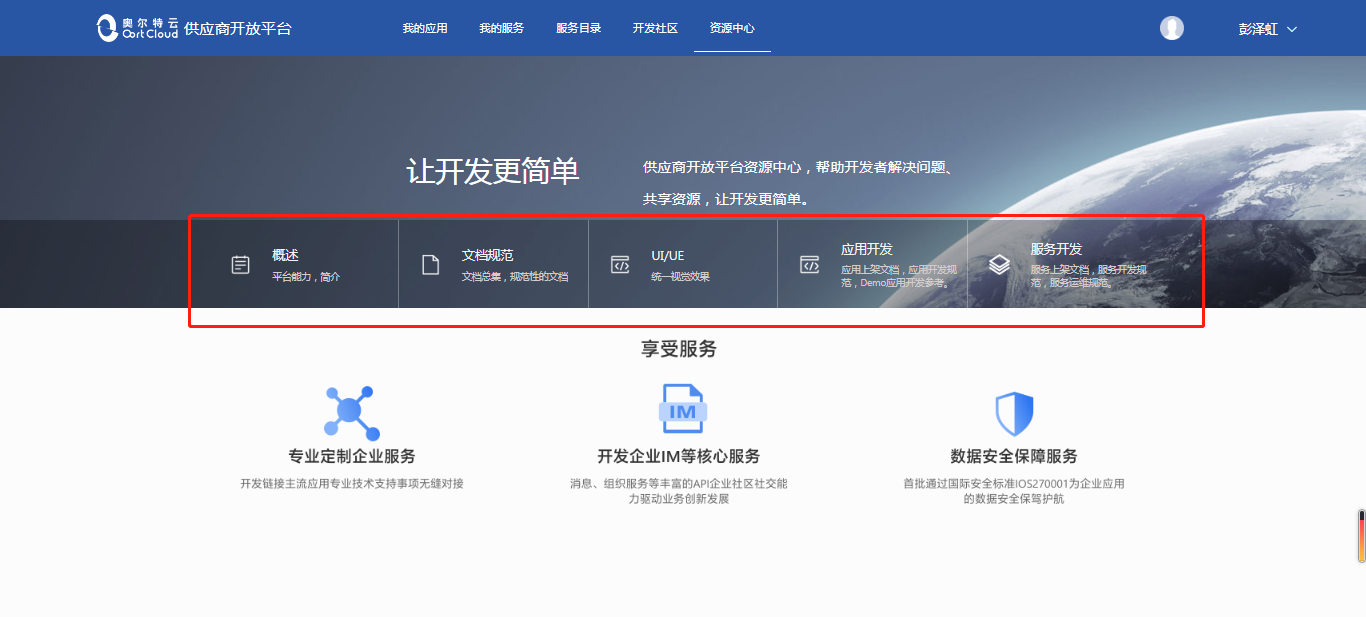 奥尔特云
OortCloud
供应商开放平台
我的应用
我的服务
服务目录
开发社区
资源中心
彭泽虹
让开发更简单
供应商开放平台资源中心，帮助开发者解决问题、
共享资源，让开发更简单。
概述
平台能力，简介
文档规范
文档总集，规范性的文档
UI/UE
统一视觉效果
应用开发
应用上架文档，应用开发规
范，Demo应用开发参考。
服务开发
服务上架文档，服务开发规
范，服务运维规范。
享受服务
IM
专业定制企业服务
开发链接主流应用专业技术支持事项无缝对接
开发企业IM等核心服务
消息、组织服务等丰富的API企业社区社交能
力驱动业务创新发展
数据安全保障服务
首批通过国际安全标准IOS270001为企业应用
的数据安全保驾护航